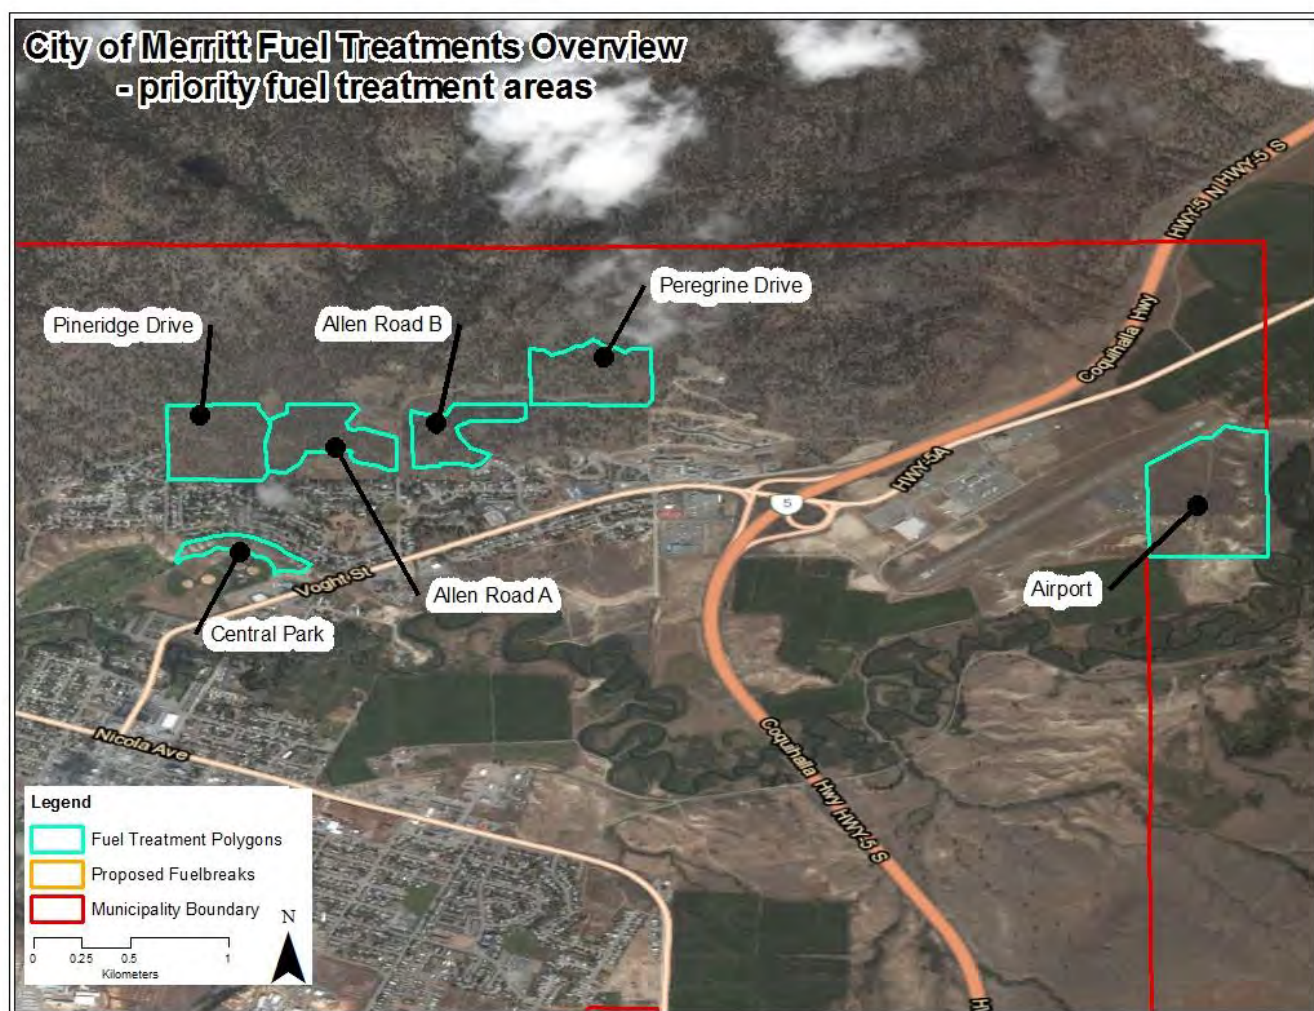 City of Merritt Fuel Treatments Overview
- priority fuel treatment areas
HWY-5 N HWY-5 S
Peregrine Drive
Pineridge Drive
Allen Road B
Coquihalla Hwy
HWY-5A
5
Voght St
Allen Road A
Airport
Central Park
Nicola Ave
Coquihalla Hwy HWY-5 S
Legend
Fuel Treatment Polygons
Proposed Fuelbreaks
Municipality Boundary
N
0 0.25 0.5 1
Kilometers